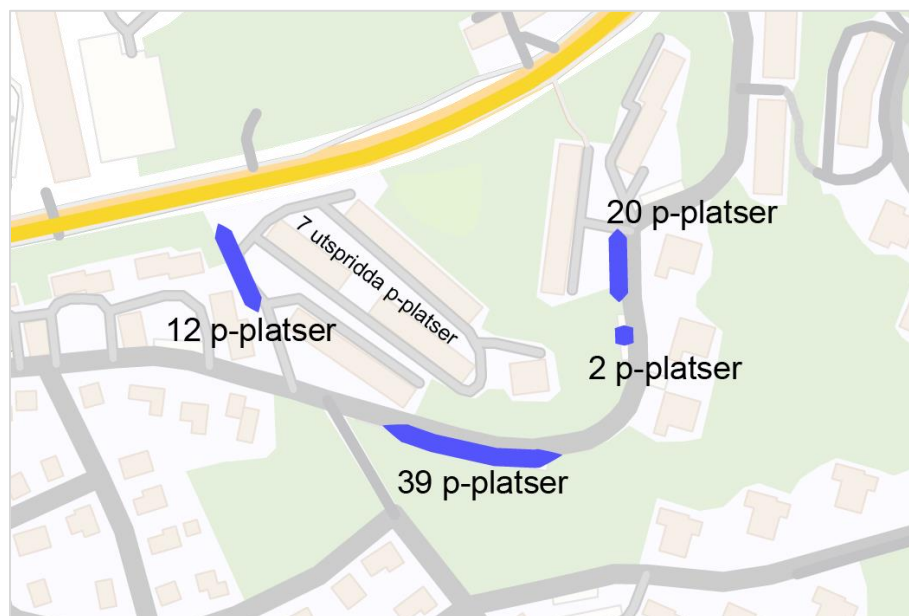 20 p-platser
7 utspridda p-platser
12 p-platser
2 p-platser
39 p-platser